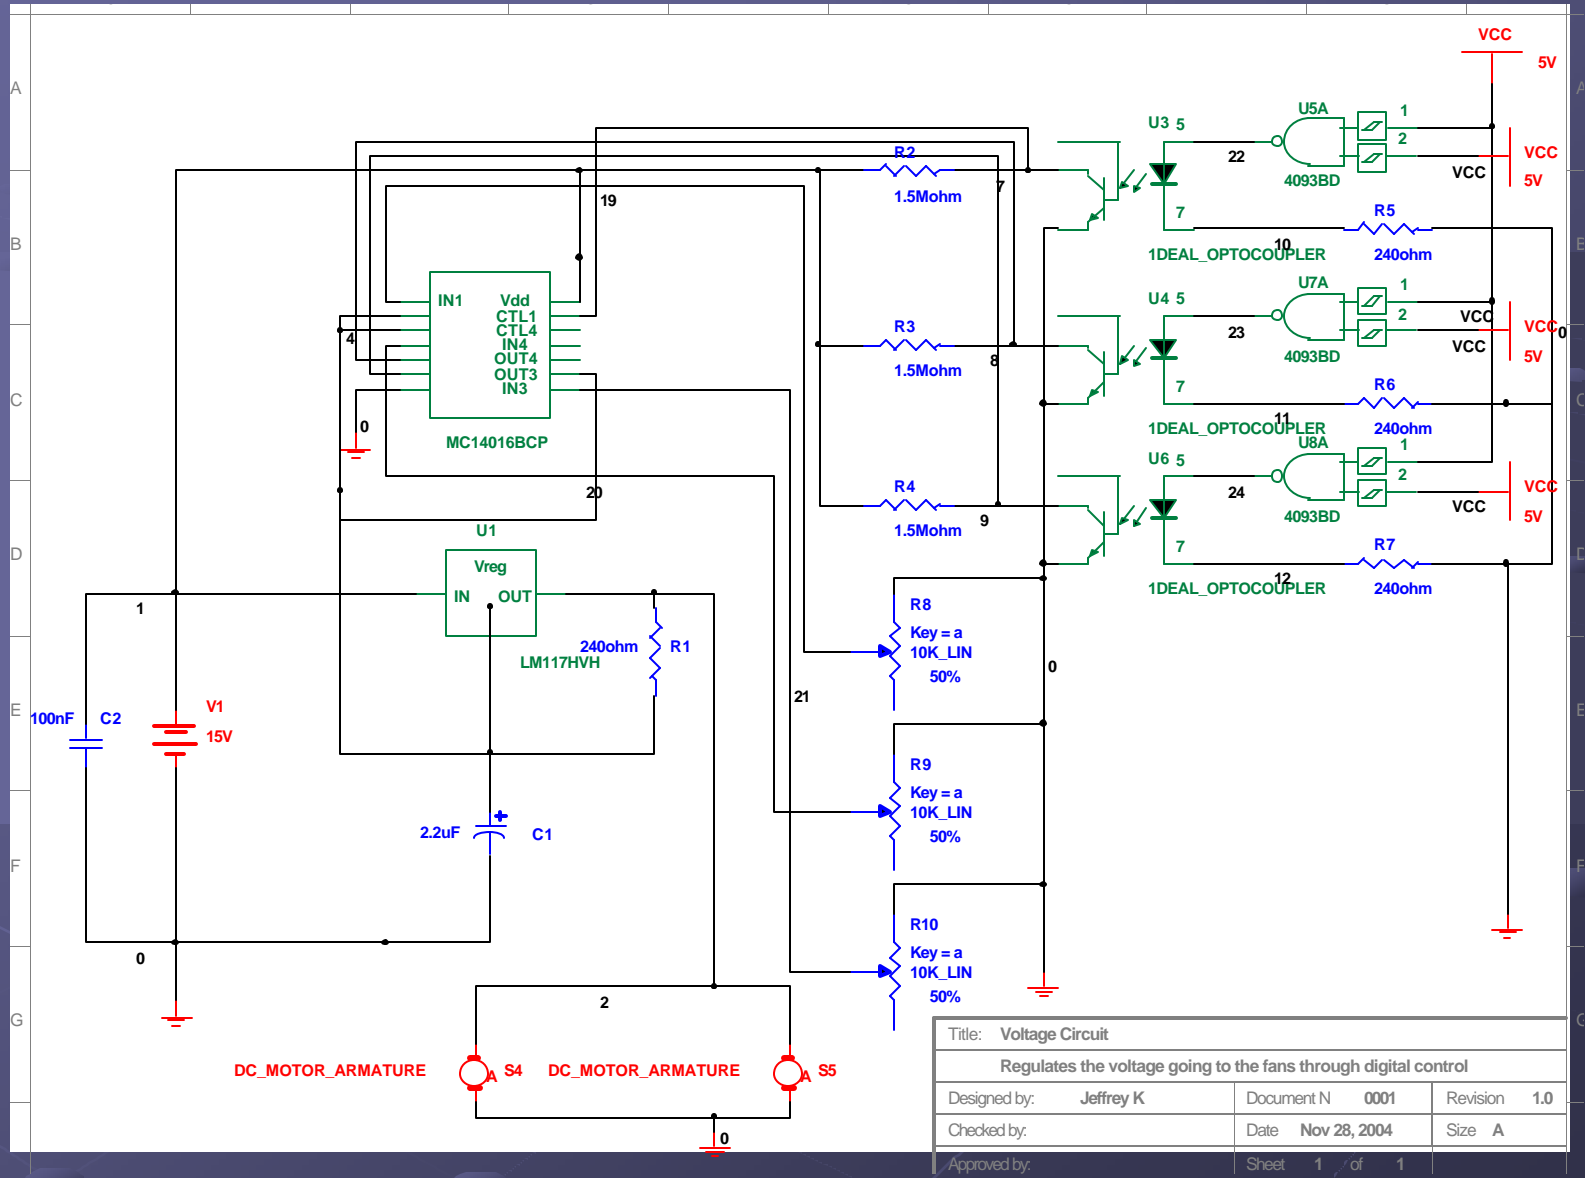 VCC
5V
A
A
U3 5
U5A
1
2
22
4093BD
VCC
VCC
5V
R2
1.5Mohm
7
19
7
10
R5
240ohm
1DEAL_OPTOCOUPLER
B
IN1
Vdd
CTL1
CTL4
IN4
OUT4
OUT3
IN3
MC14016BCP
4
0
R3
1.5Mohm
8
U4 5
U7A
1
2
23
4093BD
VCC
VCC
VCC
5V
0
7
11
R6
240ohm
1DEAL_OPTOCOUPLER
C
20
R4
1.5Mohm
9
U6 5
U8A
1
2
24
4093BD
VCC
VCC
5V
7
12
R7
240ohm
1DEAL_OPTOCOUPLER
D
U1
Vreg
IN OUT
LM117HVH
1
240ohm R1
R8
Key = a
10K_LIN
50%
0
21
E
100nF C2
V1
15V
R9
Key = a
10K_LIN
50%
2.2uF C1
F
F
0
R10
Key = a
10K_LIN
50%
2
G
DC_MOTOR_ARMATURE A S4
DC_MOTOR_ARMATURE A S5
0
Title: Voltage Circuit
Regulates the voltage going to the fans through digital control
Designed by: Jeffrey K
Document N 0001
Revision 1.0
Checked by:
Date Nov 28, 2004
Size A
Approved by:
Sheet 1 of 1